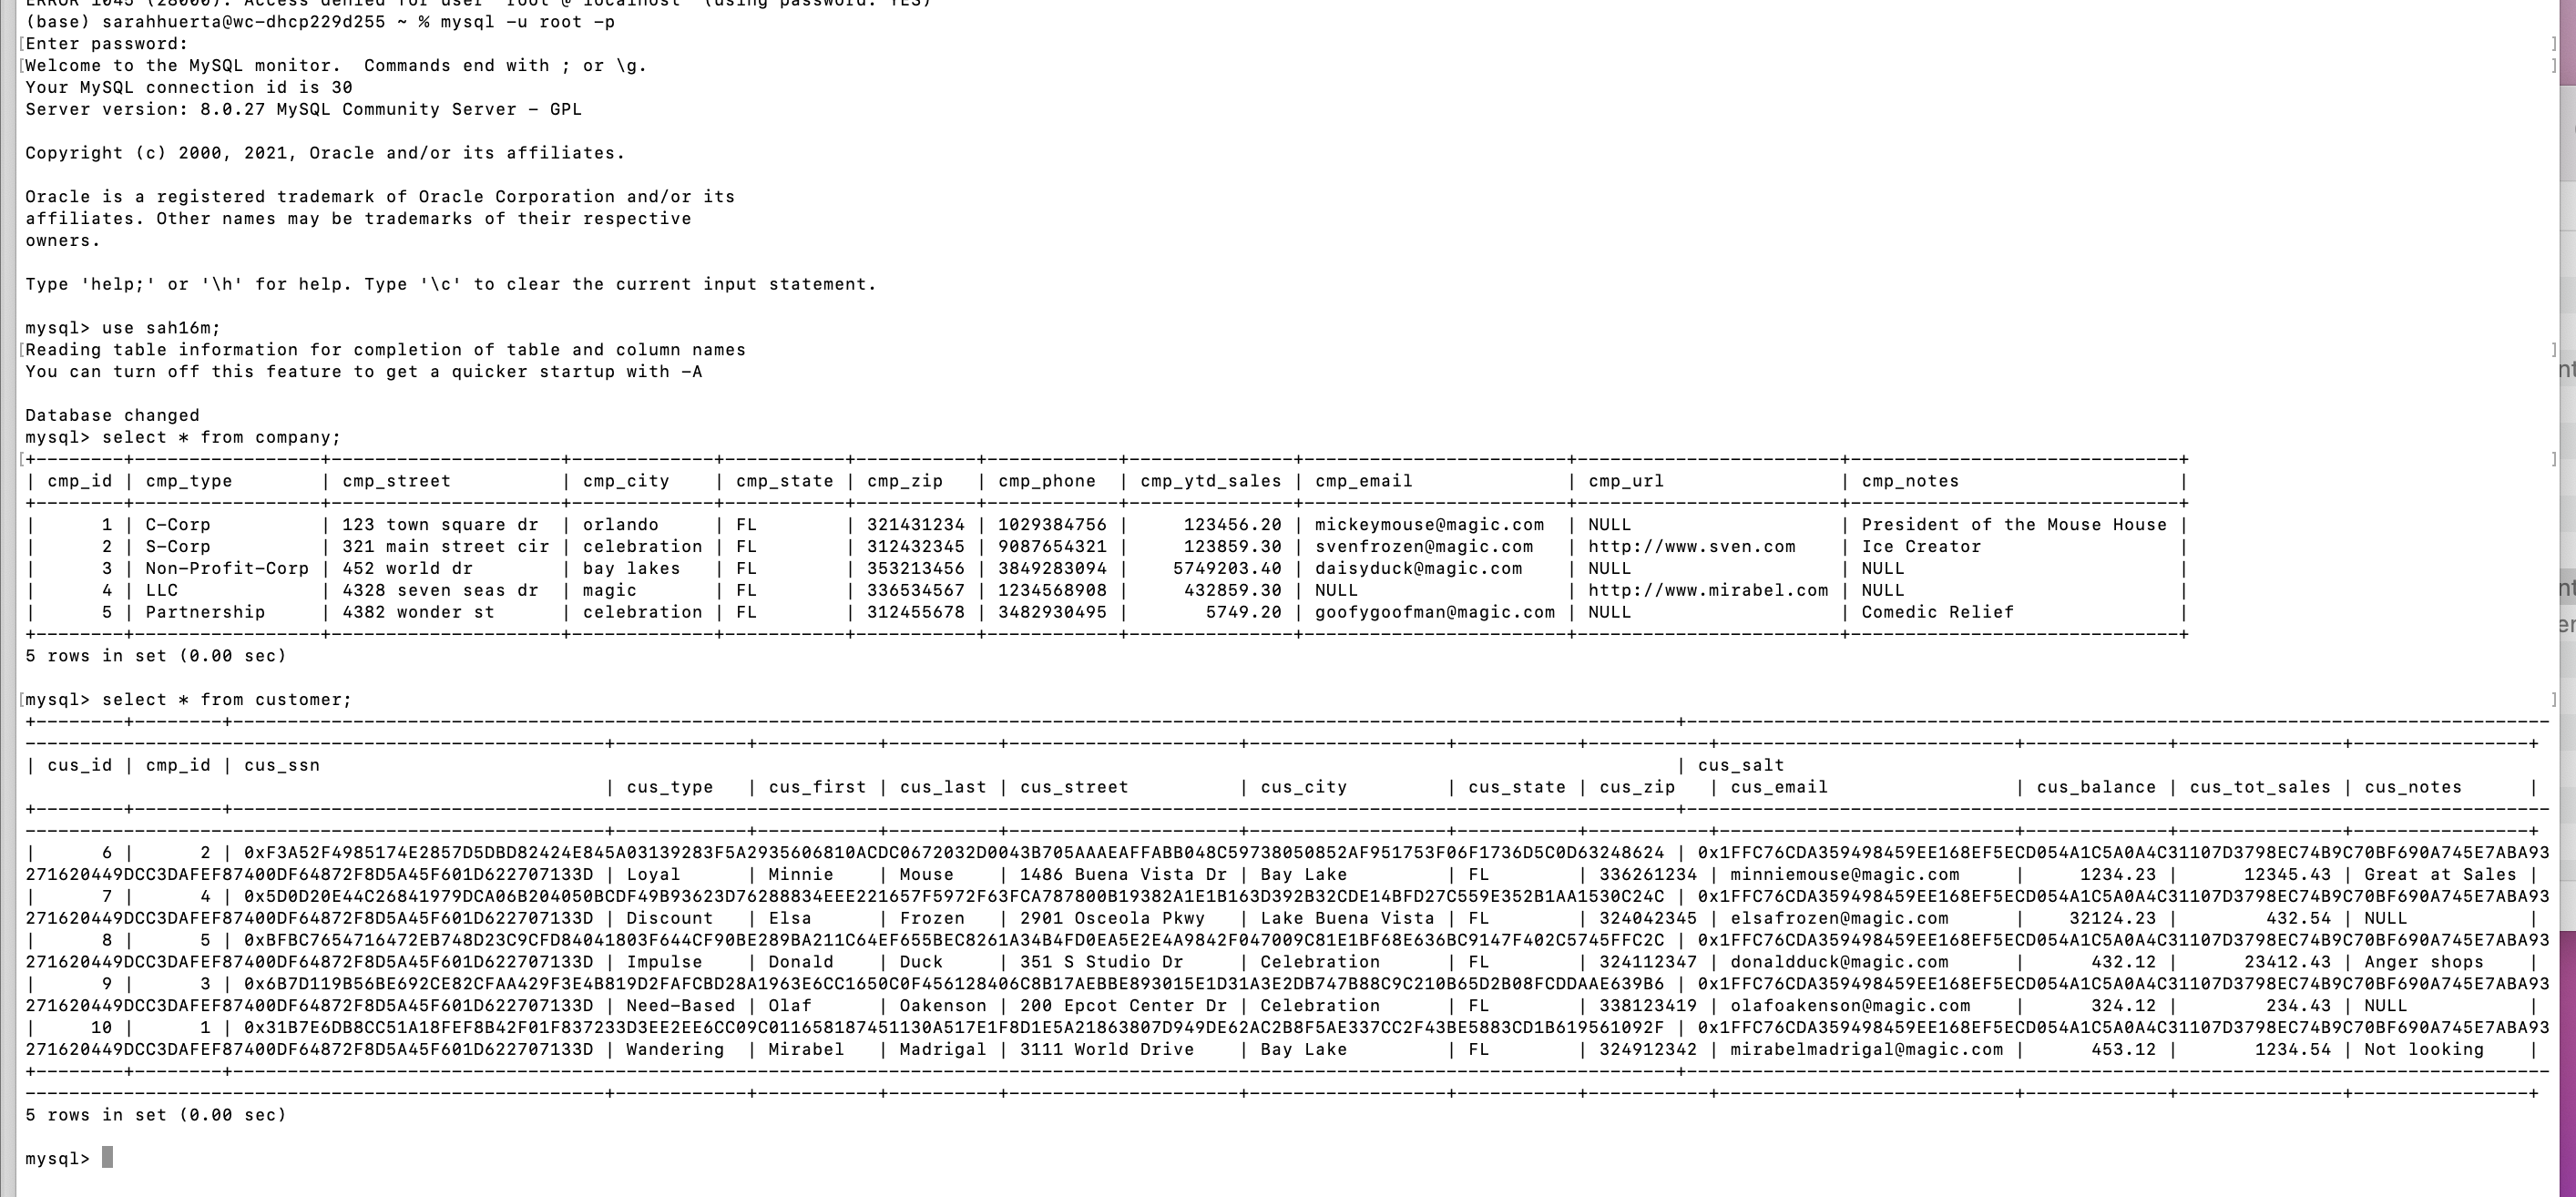 ERROR 1045 (28000): Access denied for user 'root'@'localhost' (using password: YES)
(base) sarahhuerta@wc-dhcp229d255 ~ % mysql -u root -p
[Enter password: ]
[Welcome to the MySQL monitor.  Commands end with ; or \g. ]
Your MySQL connection id is 30
Server version: 8.0.27 MySQL Community Server - GPL

Copyright (c) 2000, 2021, Oracle and/or its affiliates.

Oracle is a registered trademark of Oracle Corporation and/or its
affiliates. Other names may be trademarks of their respective
owners.

Type 'help;' or '\h' for help. Type '\c' to clear the current input statement.

mysql> use sah16m;
[Reading table information for completion of table and column names ]
You can turn off this feature to get a quicker startup with -A

Database changed
mysql> select * from company;
| cmp_id | cmp_type | cmp_street | cmp_city | cmp_state | cmp_zip | cmp_phone | cmp_ytd_sales | cmp_email | cmp_url | cmp_notes |
| 1 | C-Corp | 123 town square dr | orlando | FL | 321431234 | 1029384756 | 123456.20 | mickeymouse@magic.com | NULL | President of the Mouse House |
| 2 | S-Corp | 321 main street cir | celebration | FL | 312432345 | 9087654321 | 123859.30 | svenfrozen@magic.com | http://www.sven.com | Ice Creator |
| 3 | Non-Profit-Corp | 452 world dr | bay lakes | FL | 353213456 | 3849283094 | 5749203.40 | daisyduck@magic.com | NULL | NULL |
| 4 | LLC | 4328 seven seas dr | magic | FL | 336534567 | 1234568908 | 432859.30 | NULL | http://www.mirabel.com | NULL |
| 5 | Partnership | 4382 wonder st | celebration | FL | 312455678 | 3482930495 | 5749.20 | goofygoofman@magic.com | NULL | Comedic Relief |
5 rows in set (0.00 sec)

[mysql> select * from customer; ]
| cus_id | cmp_id | cus_ssn | cus_salt
| cus_type | cus_first | cus_last | cus_street | cus_city | cus_state | cus_zip | cus_email | cus_balance | cus_tot_sales | cus_notes |
| 6 | 2 | 0xF3A52F4985174E2857D5DBD82424E845A03139283F5A2935606810ACDC0672032D0043B705AAAEAFFABB048C59738050852AF951753F06F1736D5C0D63248624 | 0x1FFC76CDA359498459EE168EF5ECD054A1C5A0A4C31107D3798EC74B9C70BF690A745E7ABA93
271620449DCC3DAFEF87400DF64872F8D5A45F601D622707133D | Loyal | Minnie | Mouse | 1486 Buena Vista Dr | Bay Lake | FL | 336261234 | minniemouse@magic.com | 1234.23 | 12345.43 | Great at Sales |
| 7 | 4 | 0x5D0D20E44C26841979DCA06B204050BCDF49B93623D76288834EEE221657F5972F63FCA787800B19382A1E1B163D392B32CDE14BFD27C559E352B1AA1530C24C | 0x1FFC76CDA359498459EE168EF5ECD054A1C5A0A4C31107D3798EC74B9C70BF690A745E7ABA93
271620449DCC3DAFEF87400DF64872F8D5A45F601D622707133D | Discount | Elsa | Frozen | 2901 Osceola Pkwy | Lake Buena Vista | FL | 324042345 | elsafrozen@magic.com | 32124.23 | 432.54 | NULL |
| 8 | 5 | 0xBFBC7654716472EB748D23C9CFD84041803F644CF90BE289BA211C64EF655BEC8261A34B4FD0EA5E2E4A9842F047009C81E1BF68E636BC9147F402C5745FFC2C | 0x1FFC76CDA359498459EE168EF5ECD054A1C5A0A4C31107D3798EC74B9C70BF690A745E7ABA93
271620449DCC3DAFEF87400DF64872F8D5A45F601D622707133D | Impulse | Donald | Duck | 351 S Studio Dr | Celebration | FL | 324112347 | donaldduck@magic.com | 432.12 | 23412.43 | Anger shops |
| 9 | 3 | 0x6B7D119B56BE692CE82CFAA429F3E4B819D2FAFCBD28A1963E6CC1650C0F456128406C8B17AEBBE893015E1D31A3E2DB747B88C9C210B65D2B08FCDDAAE639B6 | 0x1FFC76CDA359498459EE168EF5ECD054A1C5A0A4C31107D3798EC74B9C70BF690A745E7ABA93
271620449DCC3DAFEF87400DF64872F8D5A45F601D622707133D | Need-Based | Olaf | Oakenson | 200 Epcot Center Dr | Celebration | FL | 338123419 | olafoakenson@magic.com | 324.12 | 234.43 | NULL |
| 10 | 1 | 0x31B7E6DB8CC51A18FEF8B42F01F837233D3EE2EE6CC09C011658187451130A517E1F8D1E5A21863807D949DE62AC2B8F5AE337CC2F43BE5883CD1B619561092F | 0x1FFC76CDA359498459EE168EF5ECD054A1C5A0A4C31107D3798EC74B9C70BF690A745E7ABA93
271620449DCC3DAFEF87400DF64872F8D5A45F601D622707133D | Wandering | Mirabel | Madrigal | 3111 World Drive | Bay Lake | FL | 324912342 | mirabelmadrigal@magic.com | 453.12 | 1234.54 | Not looking |
5 rows in set (0.00 sec)

mysql>